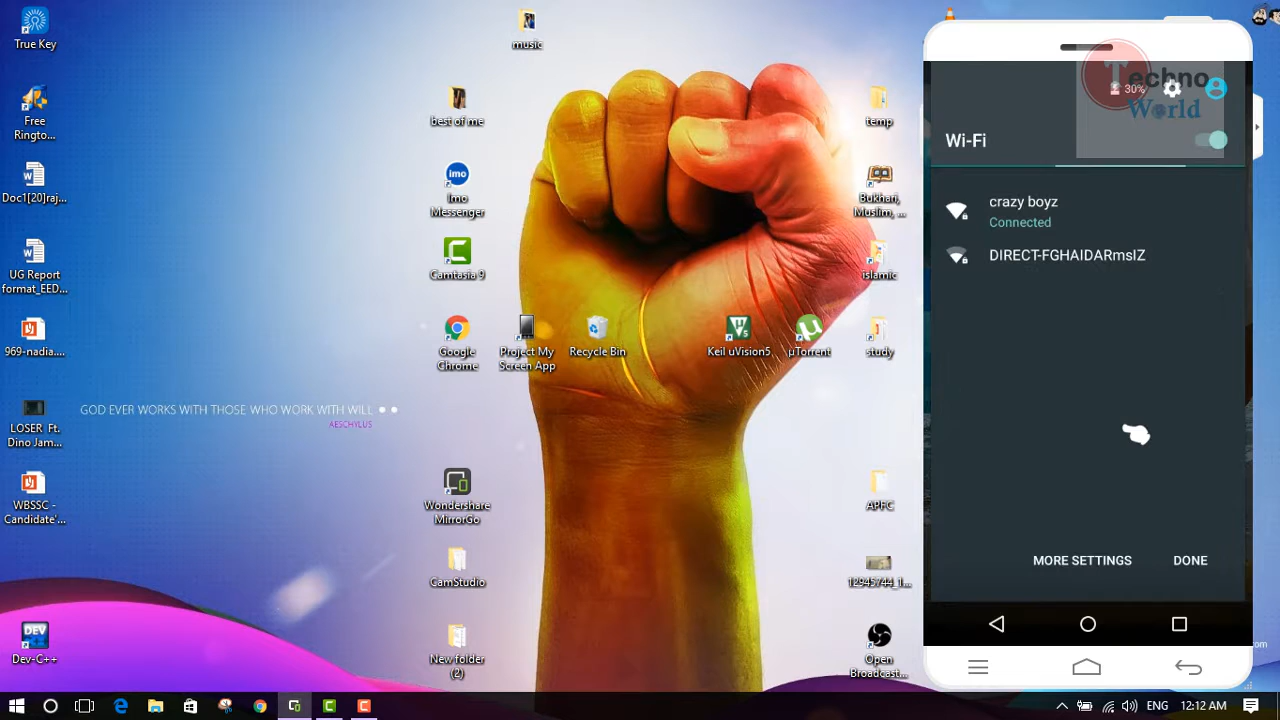 True Key
Free
Ringto...
Doc1[20]raj...
UG Report
format_EED...
969-nadia....
LOSER Ft.
Dino Jam...
WBSSC -
Candidate'...
DEV
Dev-C++
GOD EVER WORKS WITH THOSE WHO WORK WITH WILL
AESCHYLUS
music
best of me
imo
Imo
Messenger
Camtasia 9
Google
Chrome
Project My
Screen App
Recycle Bin
Wondershare
MirrorGo
CamStudio
New folder
(2)
Keil uVision5
µTorrent
temp
Bukhari,
Muslim, ...
islamic
study
APFC
12945744_1...
Open
Broadcast...
Techno
World
30%
Wi-Fi
crazy boyz
Connected
DIRECT-FGHAIDARmsIZ
MORE SETTINGS
DONE
com
ENG
12:12 AM